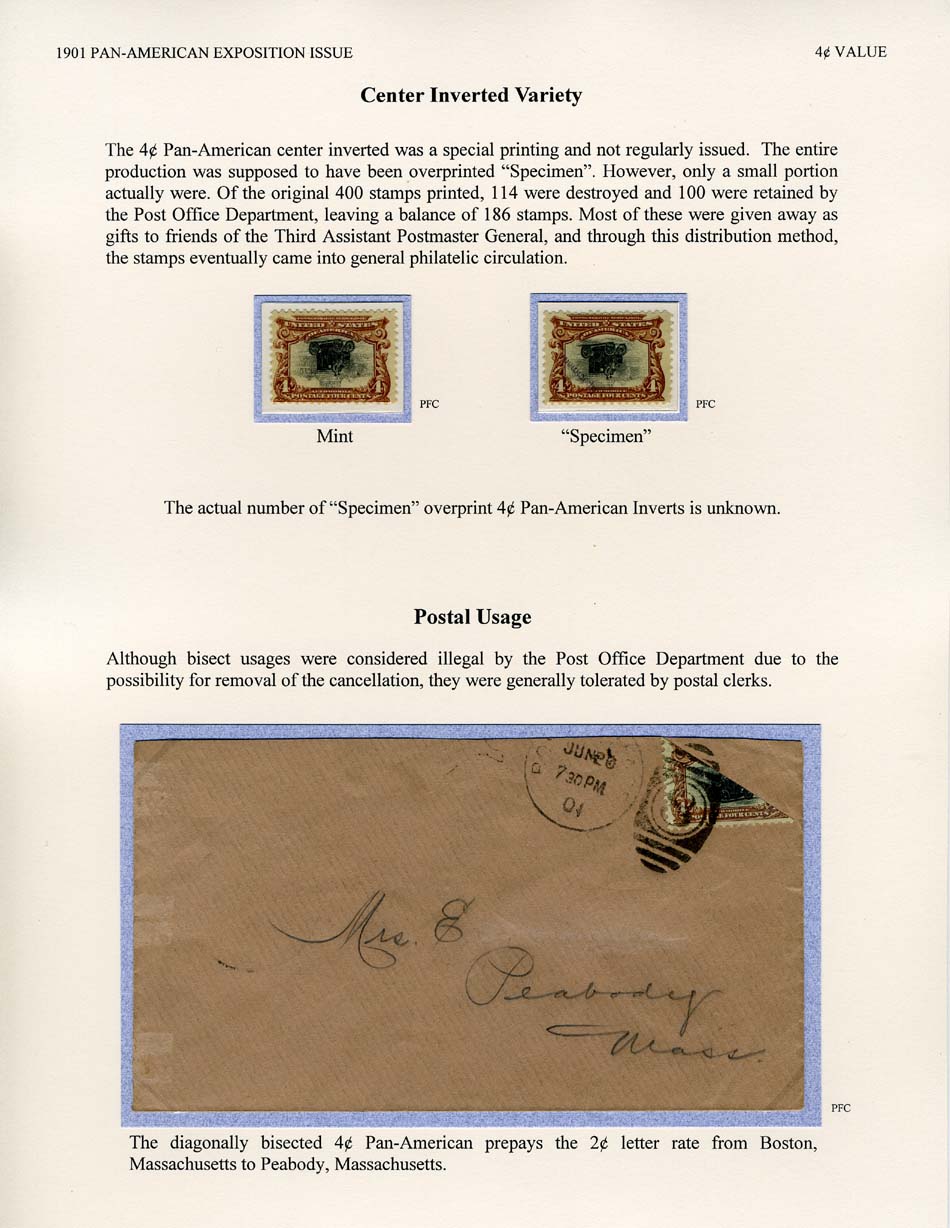 1901 PAN-AMERICAN EXPOSITION ISSUE
4¢ VALUE
Center Inverted Variety
The 4¢ Pan-American center inverted was a special printing and not regularly issued. The entire
production was supposed to have been overprinted “Specimen”. However, only a small portion
actually were. Of the original 400 stamps printed, 114 were destroyed and 100 were retained by
the Post Office Department, leaving a balance of 186 stamps. Most of these were given away as
gifts to friends of the Third Assistant Postmaster General, and through this distribution method,
the stamps eventually came into general philatelic circulation.
UNITED STATES
4 4
POSTAGE FOUR CENTS
PFC
Mint
UNITED STATES
4 4
POSTAGE FOUR CENTS
PFC
“Specimen”
The actual number of “Specimen” overprint 4¢ Pan-American Inverts is unknown.
Postal Usage
Although bisect usages were considered illegal by the Post Office Department due to the
possibility for removal of the cancellation, they were generally tolerated by postal clerks.
JUN
7 30 PM
01
FOUR CENTS
Mrs. E
Peabody
Mass.
PFC
The diagonally bisected 4¢ Pan-American prepays the 2¢ letter rate from Boston,
Massachusetts to Peabody, Massachusetts.